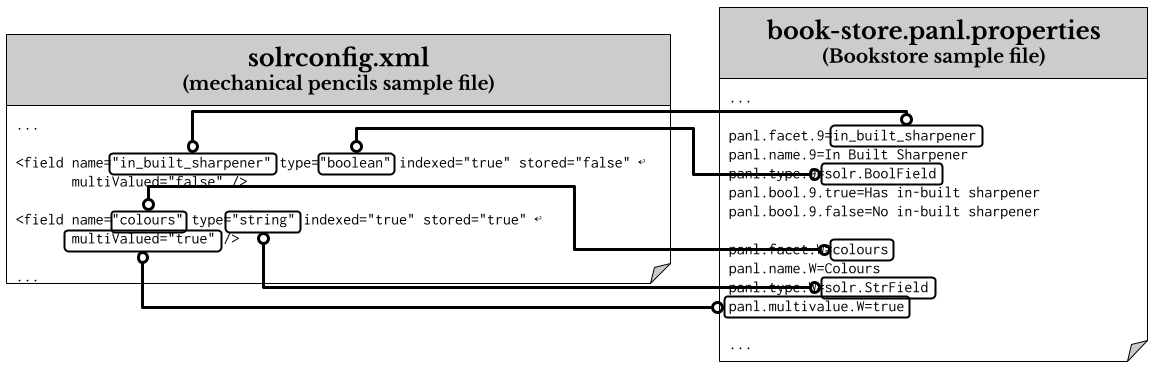 solrconfig.xml
(mechanical pencils sample file)
...
<field name="in_built_sharpener" type="boolean" indexed="true" stored="false" ↩
multiValued="false" />
<field name="colours" type="string" indexed="true" stored="true" ↩
multiValued="true" />
...
book-store.panl.properties
(Bookstore sample file)
...
panl.facet.9=in_built_sharpener
panl.name.9=In Built Sharpener
panl.type.9=solr.BoolField
panl.bool.9.true=Has in-built sharpener
panl.bool.9.false=No in-built sharpener
panl.facet.W=colours
panl.name.W=Colours
panl.type.W=solr.StrField
panl.multivalue.W=true
...